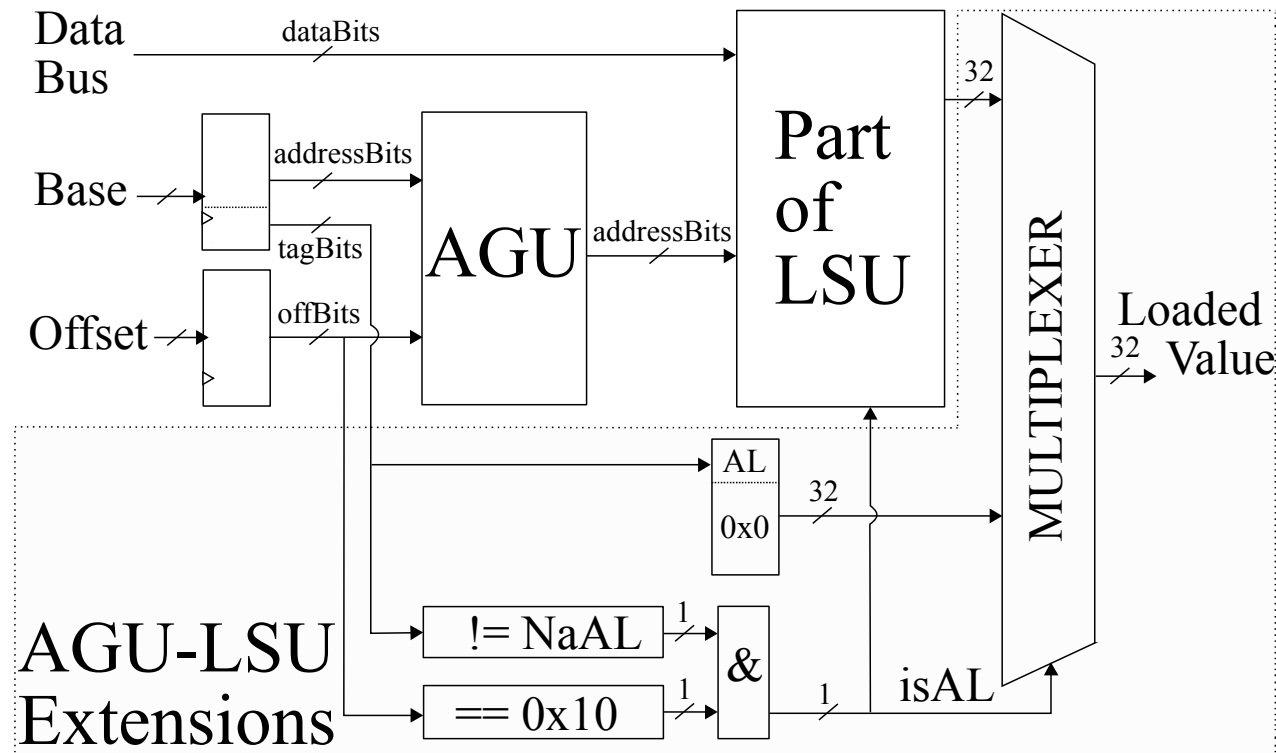 Data
Bus
dataBits
32
Base
addressBits
tagBits
AGU
addressBits
Part
of
LSU
Offset
offBits
MULTIPLEXER
Loaded
Value
32
AL
0x0
32
!= NaAL
1
== 0x10
1
&
1
isAL
AGU-LSU
Extensions